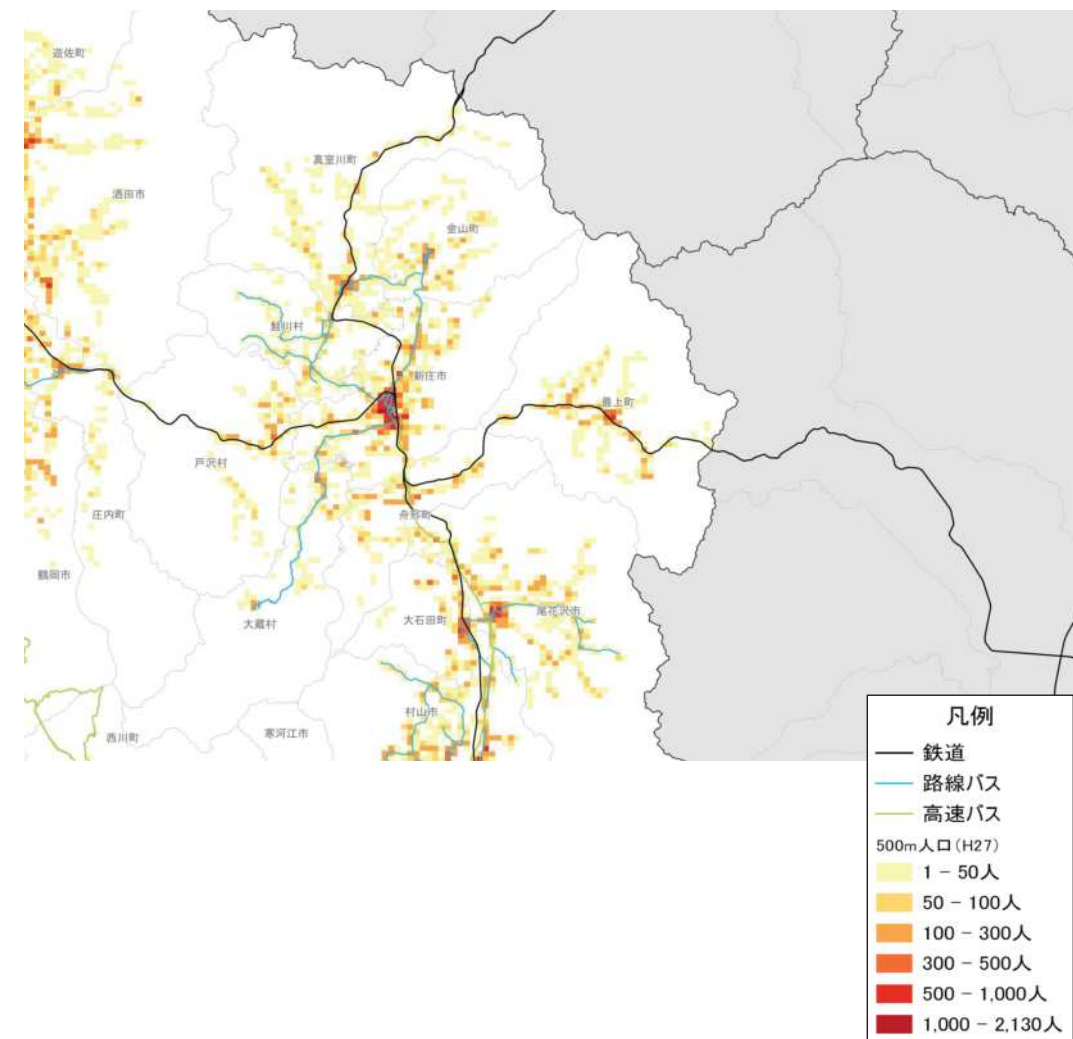 遊佐町
真室川町
酒田市
金山町
鮭川村
新庄市
最上町
戸沢村
庄内町
舟形町
鶴岡市
大蔵村
大石田町
尾花沢市
村山市
西川町
寒河江市
凡例
鉄道
路線バス
高速バス
500m人口(H27)
1 − 50人
50 − 100人
100 − 300人
300 − 500人
500 − 1,000人
1,000 − 2,130人